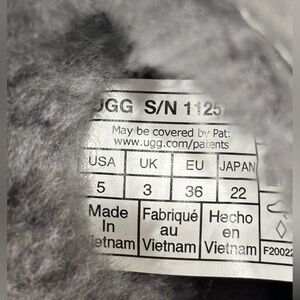 UGG S/N 1125
May be covered by Pat:
www.ugg.com/patents
USA UK EU JAPAN
5 3 36 22
Made In Vietnam
Fabriqué au Vietnam
Hecho en Vietnam
F20022